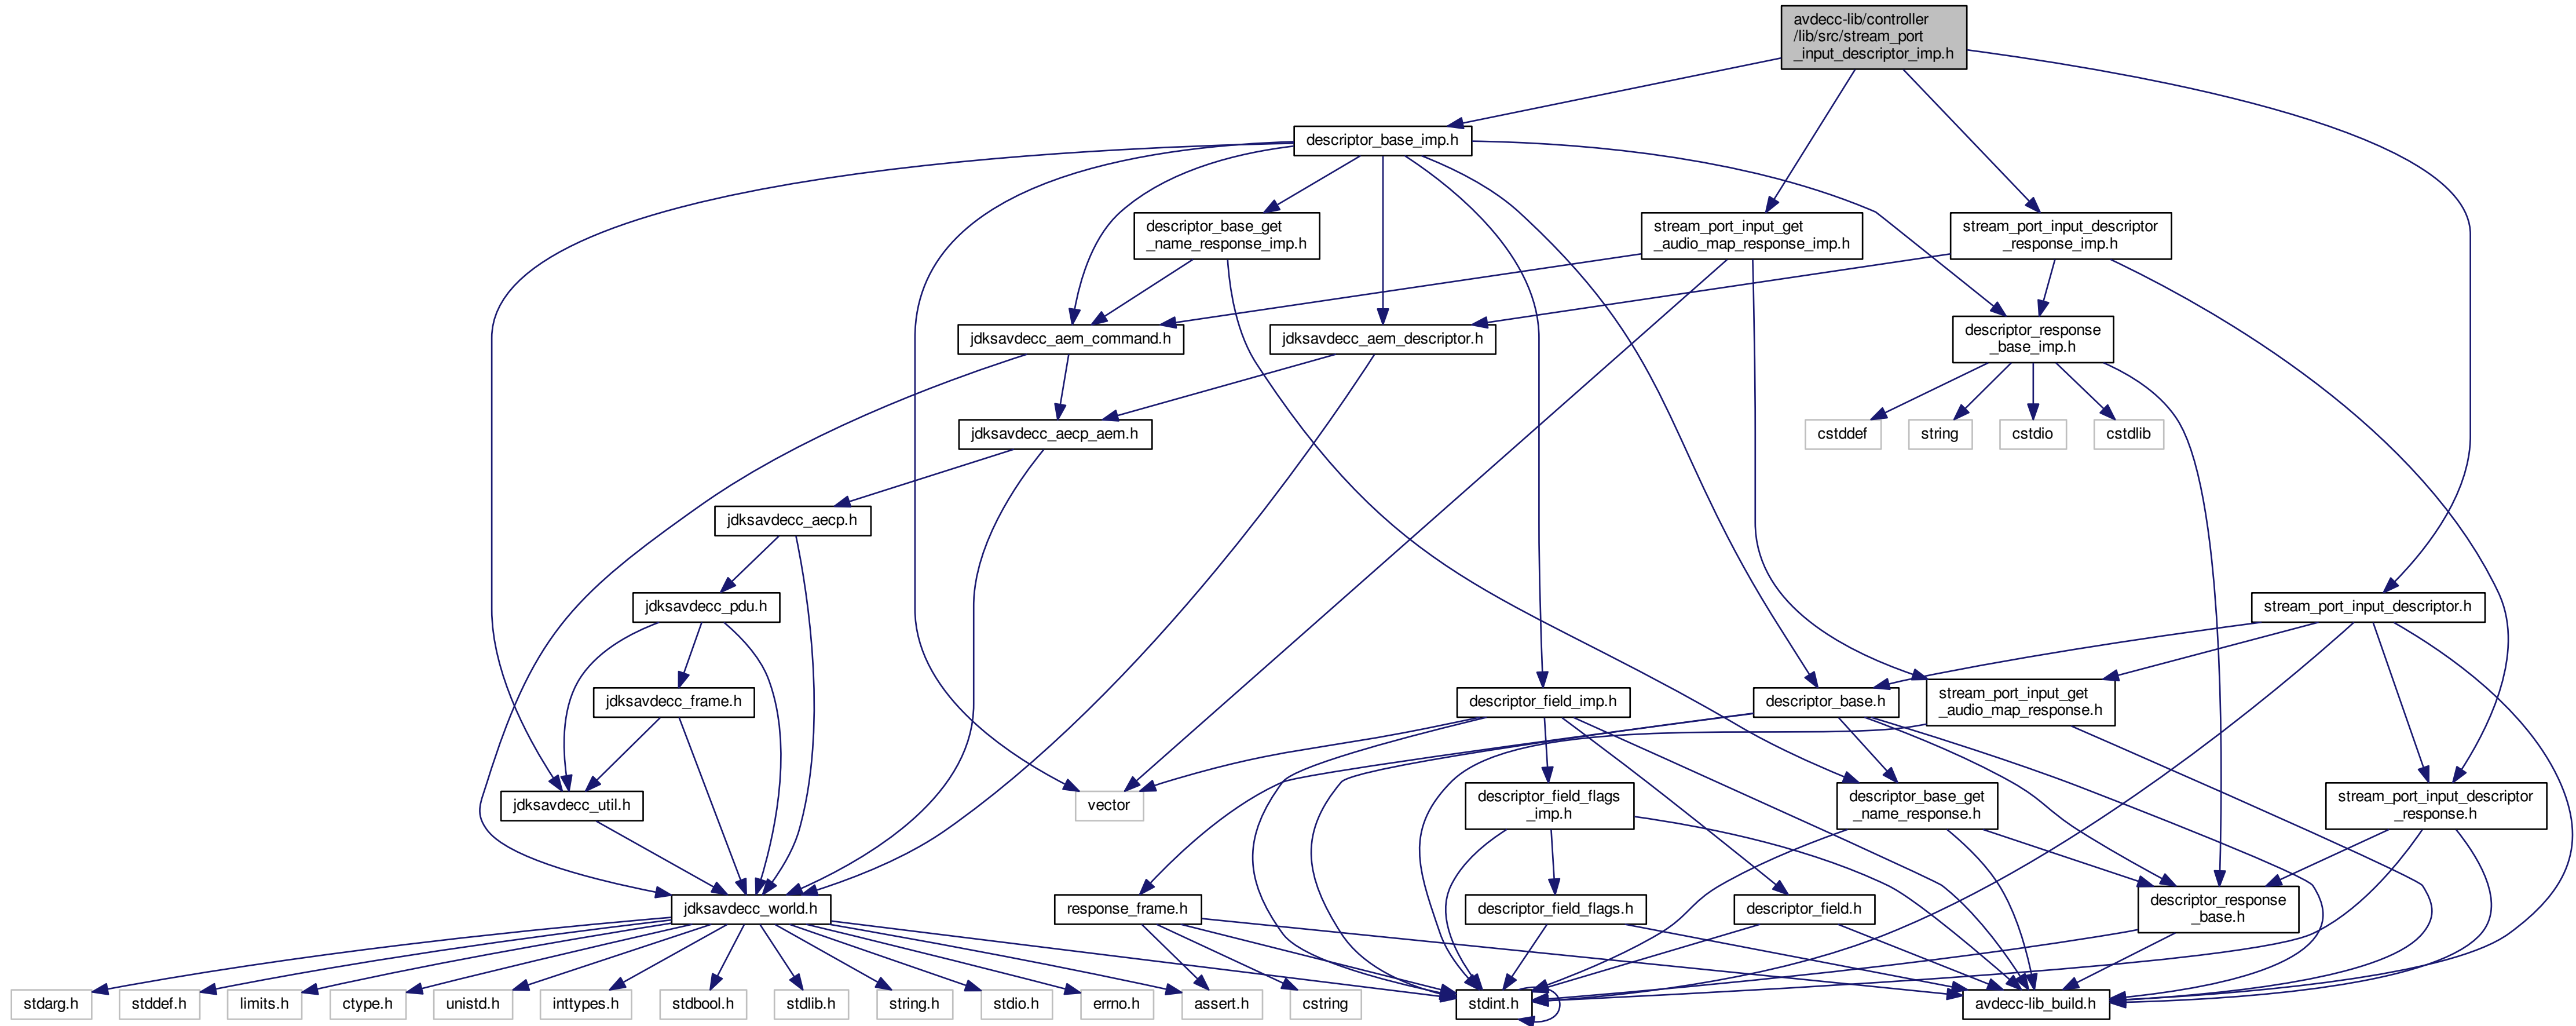 avdecc-lib/controller
/lib/src/stream_port
_input_descriptor_imp.h
descriptor_base_imp.h
descriptor_base_get
_name_response_imp.h
stream_port_input_get
_audio_map_response_imp.h
stream_port_input_descriptor
_response_imp.h
jdksavdecc_aem_command.h
jdksavdecc_aem_descriptor.h
descriptor_response
_base_imp.h
jdksavdecc_aecp_aem.h
cstddef
string
cstdio
cstdlib
jdksavdecc_aecp.h
jdksavdecc_pdu.h
stream_port_input_descriptor.h
jdksavdecc_frame.h
descriptor_field_imp.h
descriptor_base.h
stream_port_input_get
_audio_map_response.h
jdksavdecc_util.h
vector
descriptor_field_flags
_imp.h
descriptor_base_get
_name_response.h
stream_port_input_descriptor
_response.h
jdksavdecc_world.h
response_frame.h
descriptor_field_flags.h
descriptor_field.h
descriptor_response
_base.h
stdarg.h
stddef.h
limits.h
ctype.h
unistd.h
inttypes.h
stdbool.h
stdlib.h
string.h
stdio.h
errno.h
assert.h
cstring
stdint.h
avdecc-lib_build.h